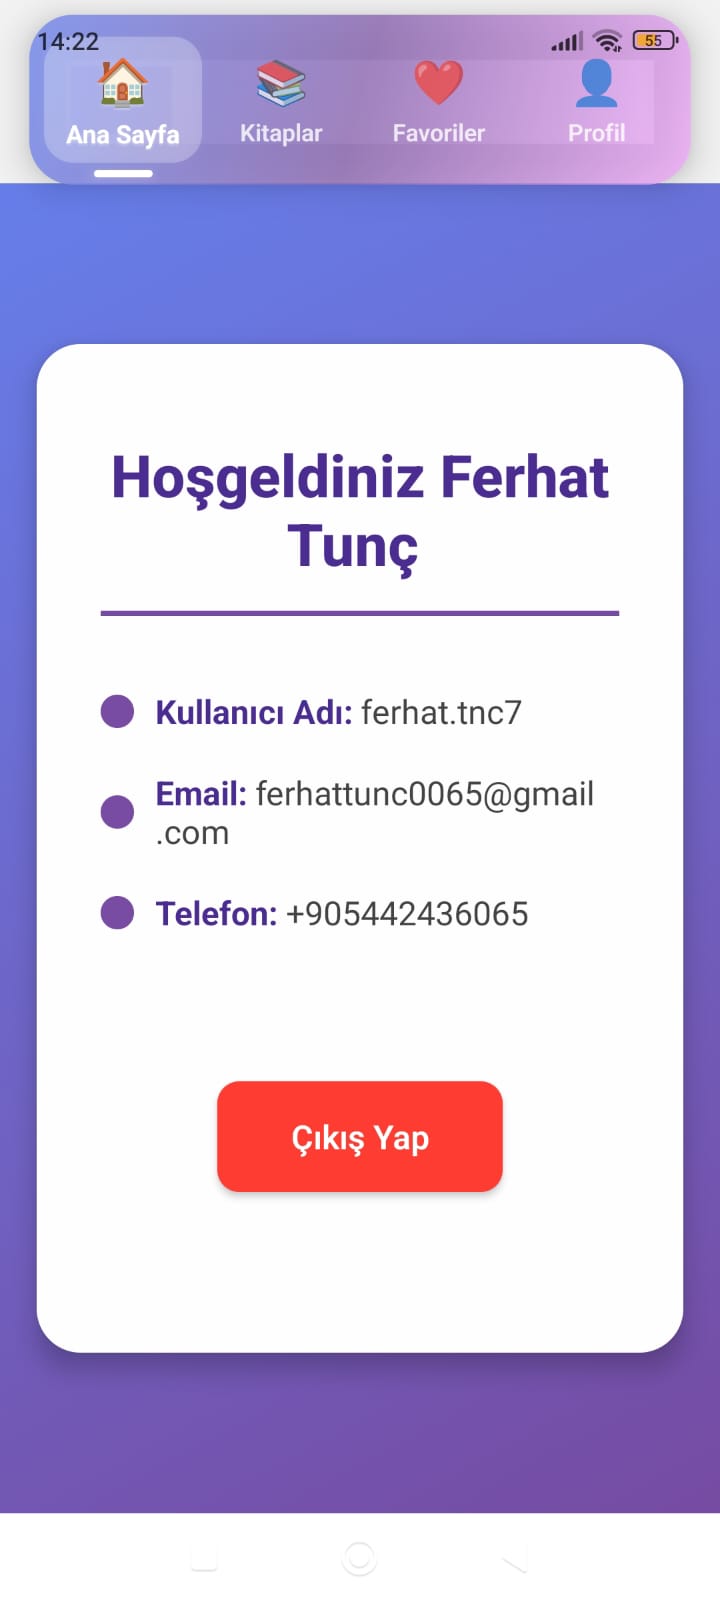 14:22
55
Ana Sayfa
Kitaplar
Favoriler
Profil
Hoşgeldiniz Ferhat
Tunç
Kullanıcı Adı: ferhat.tnc7
Email: ferhattunc0065@gmail
.com
Telefon: +905442436065
Çıkış Yap